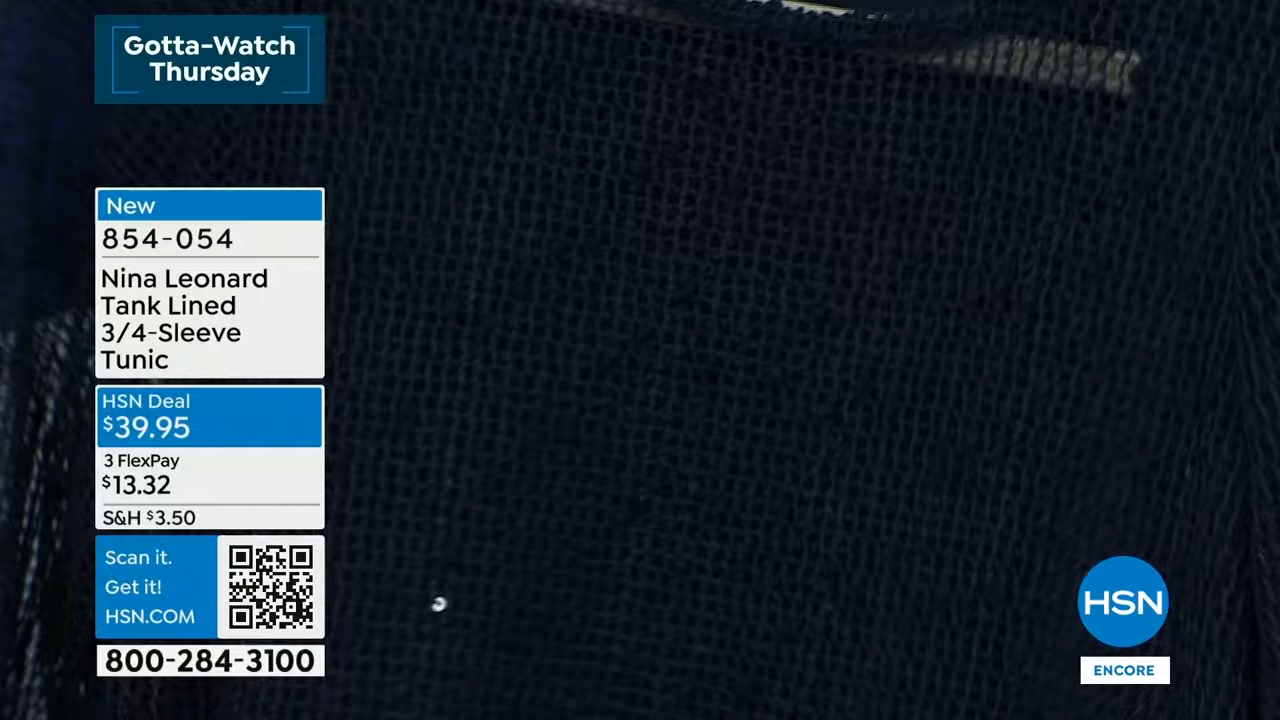 Gotta-Watch
Thursday
New
854-054
Nina Leonard
Tank Lined
3/4-Sleeve
Tunic
HSN Deal
$39.95
3 FlexPay
$13.32
S&H $3.50
Scan it.
Get it!
HSN.COM
800-284-3100
HSN
ENCORE